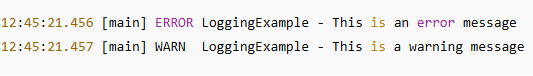 12:45:21.456 [main] ERROR LoggingExample - This is an error message
12:45:21.457 [main] WARN  LoggingExample - This is a warning message